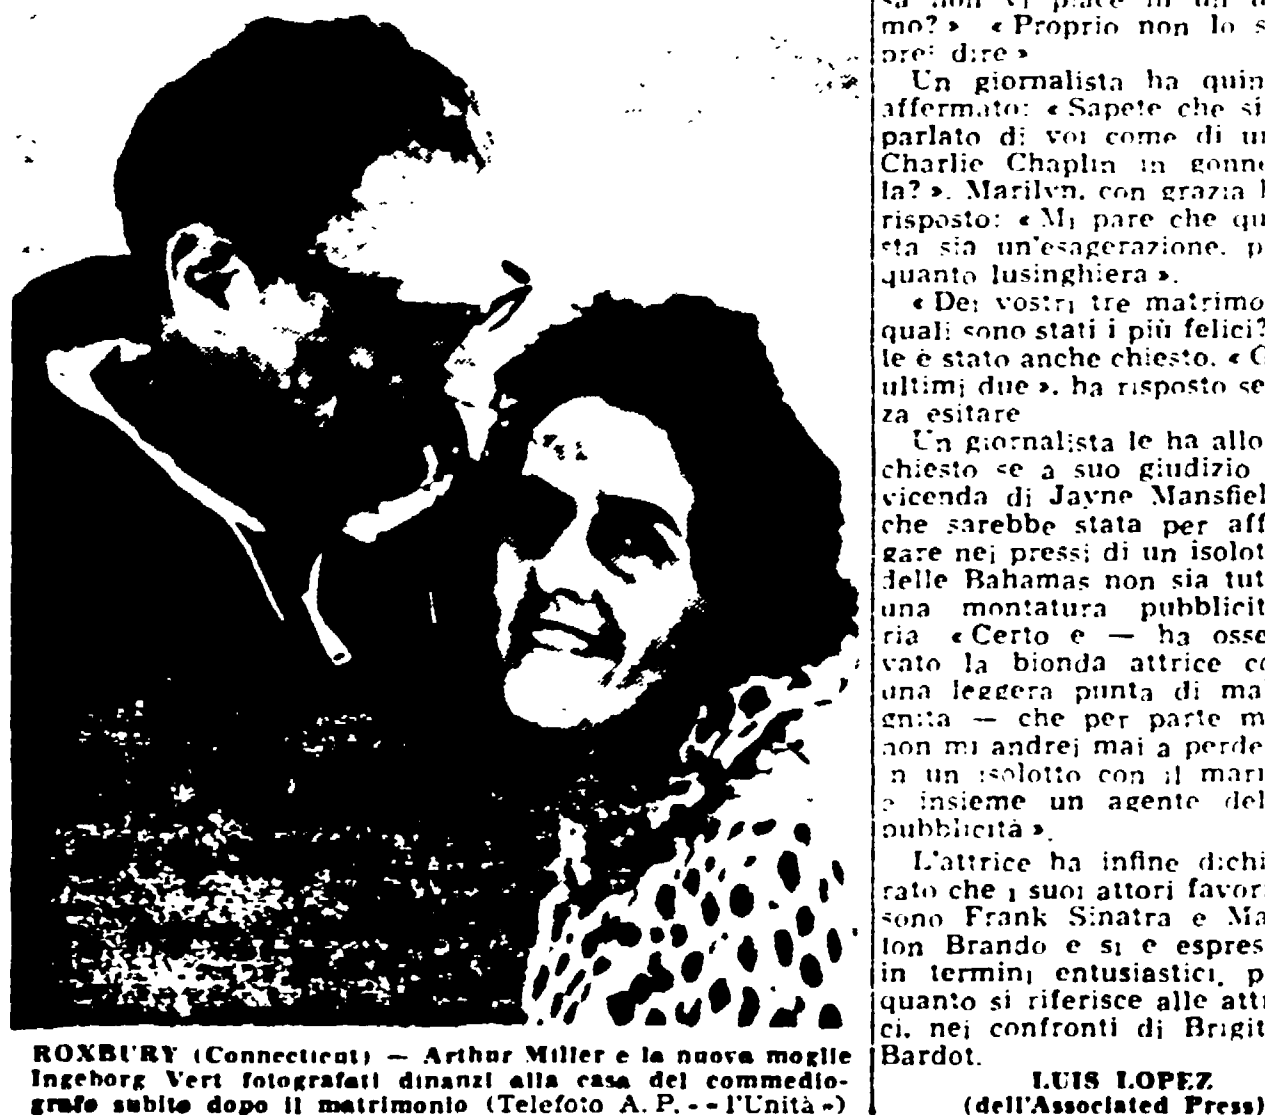 mo? » « Proprio non lo s
prei dire »
Un giornalista ha quin
affermato: « Sapete che si
parlato di voi come di un
Charlie Chaplin in gonne
la? ». Marilyn, con grazia h
risposto: « Mi pare che qu
sta sia un'esagerazione, p
quanto lusinghiera ».
« Dei vostri tre matrimo
quali sono stati i più felici?
le è stato anche chiesto. « G
ultimi due », ha risposto se
za esitare
Un giornalista le ha allo
chiesto se a suo giudizio
vicenda di Jayne Mansfiel
che sarebbe stata per aff
gare nei pressi di un isolot
delle Bahamas non sia tut
una montatura pubblicit
ria « Certo e — ha osse
vato la bionda attrice co
una leggera punta di mal
gnita — che per parte m
non mi andrei mai a perde
in un isolotto con il mari
e insieme un agente del
pubblicità ».
L'attrice ha infine dichi
rato che i suoi attori favori
sono Frank Sinatra e Ma
lon Brando e si e espres
in termini entusiastici, p
quanto si riferisce alle attri
ci, nei confronti di Brigit
Bardot.
LUIS LOPEZ
(dell'Associated Press)
ROXBURY (Connecticut) — Arthur Miller e la nuova moglie
Ingeborg Vert fotografati dinanzi alla casa del commedio-
grafo subito dopo il matrimonio (Telefoto A. P. - « l'Unità »)